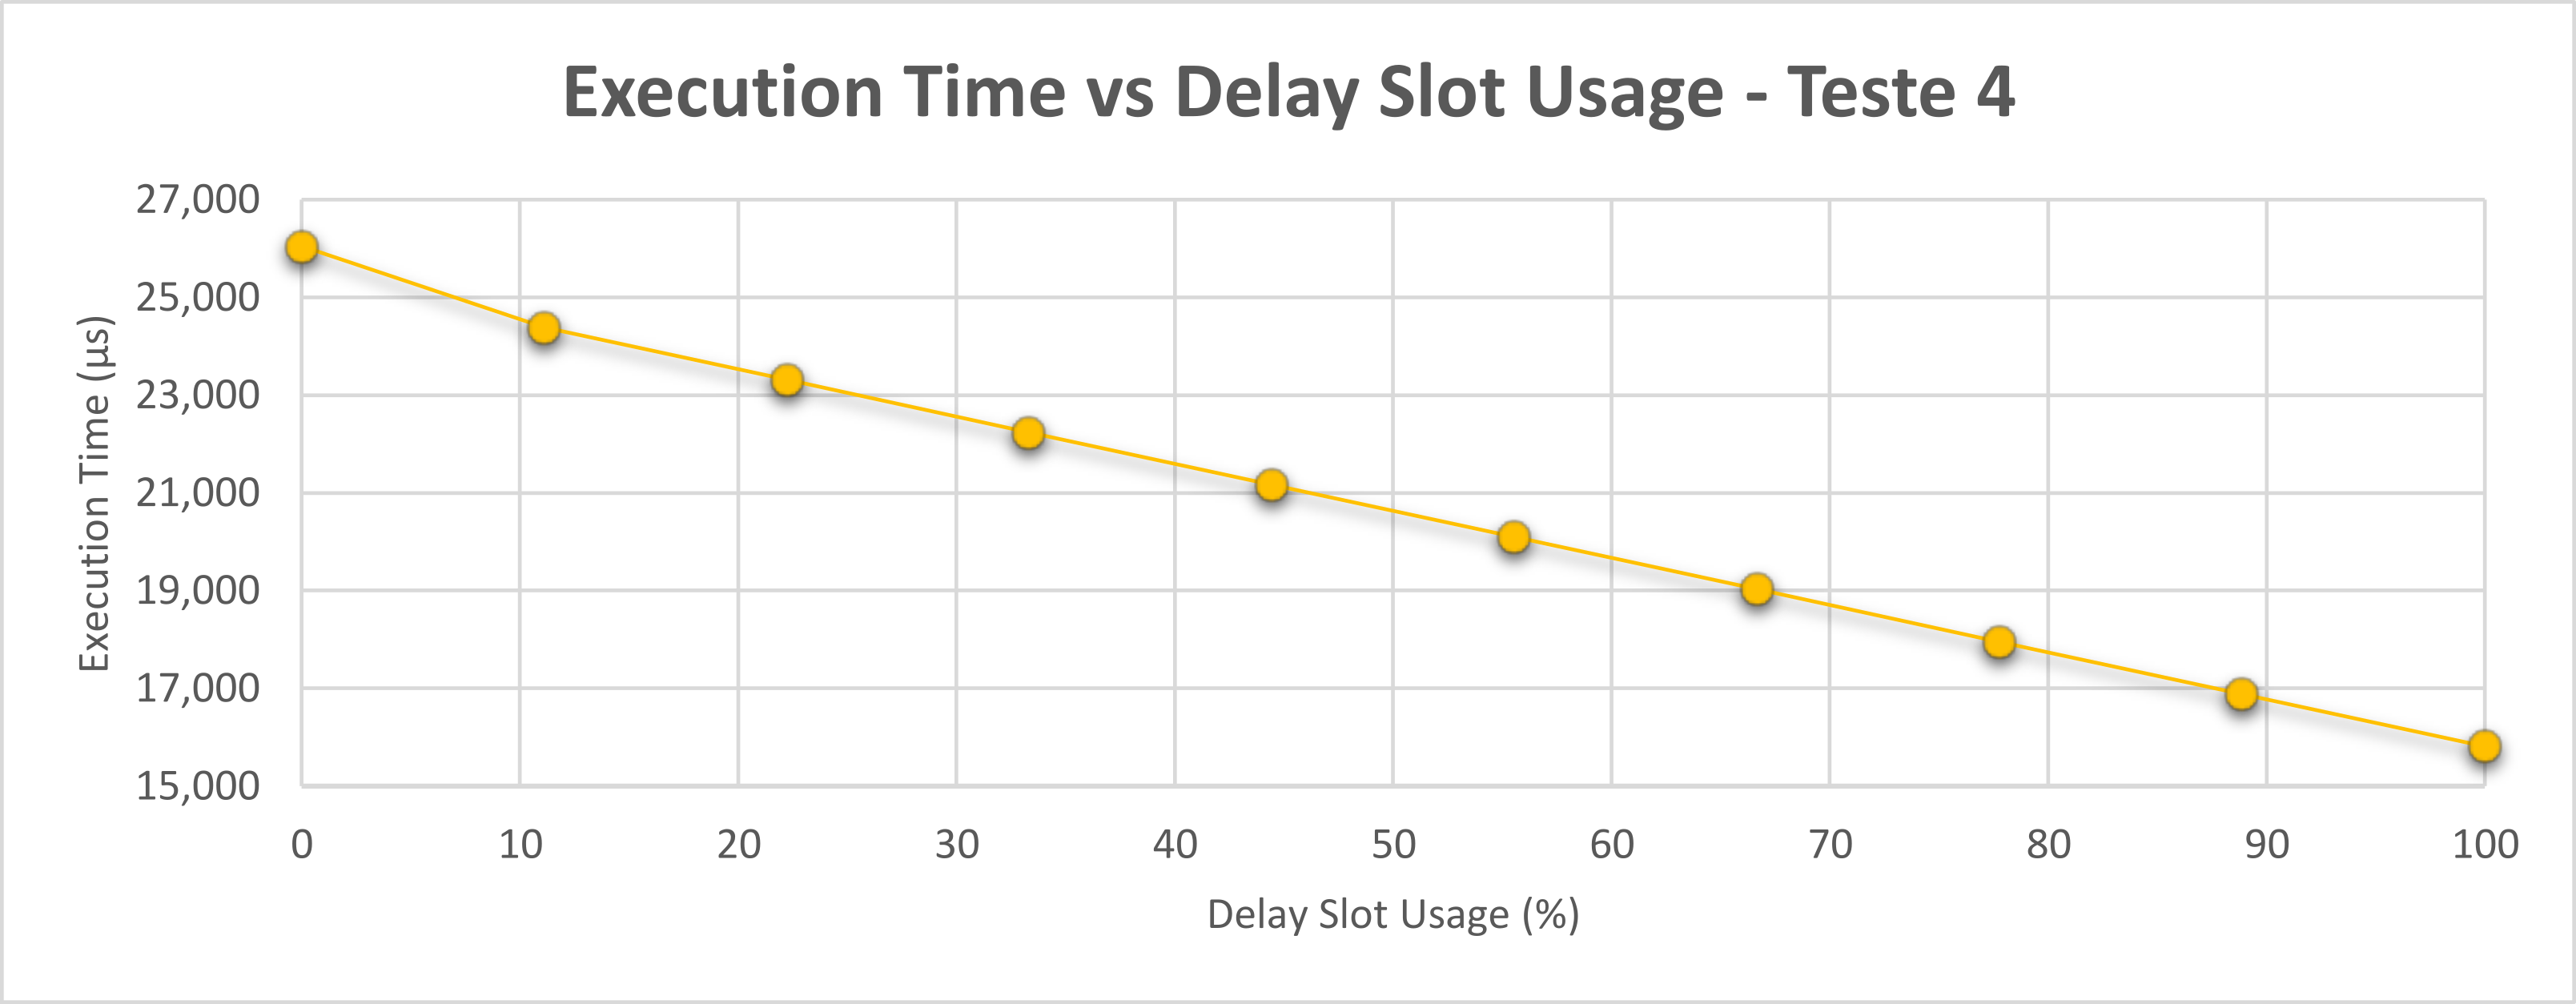 Execution Time vs Delay Slot Usage - Teste 4
27,000
25,000
23,000
21,000
19,000
17,000
15,000
Execution Time (µs)
0 10 20 30 40 50 60 70 80 90 100
Delay Slot Usage (%)